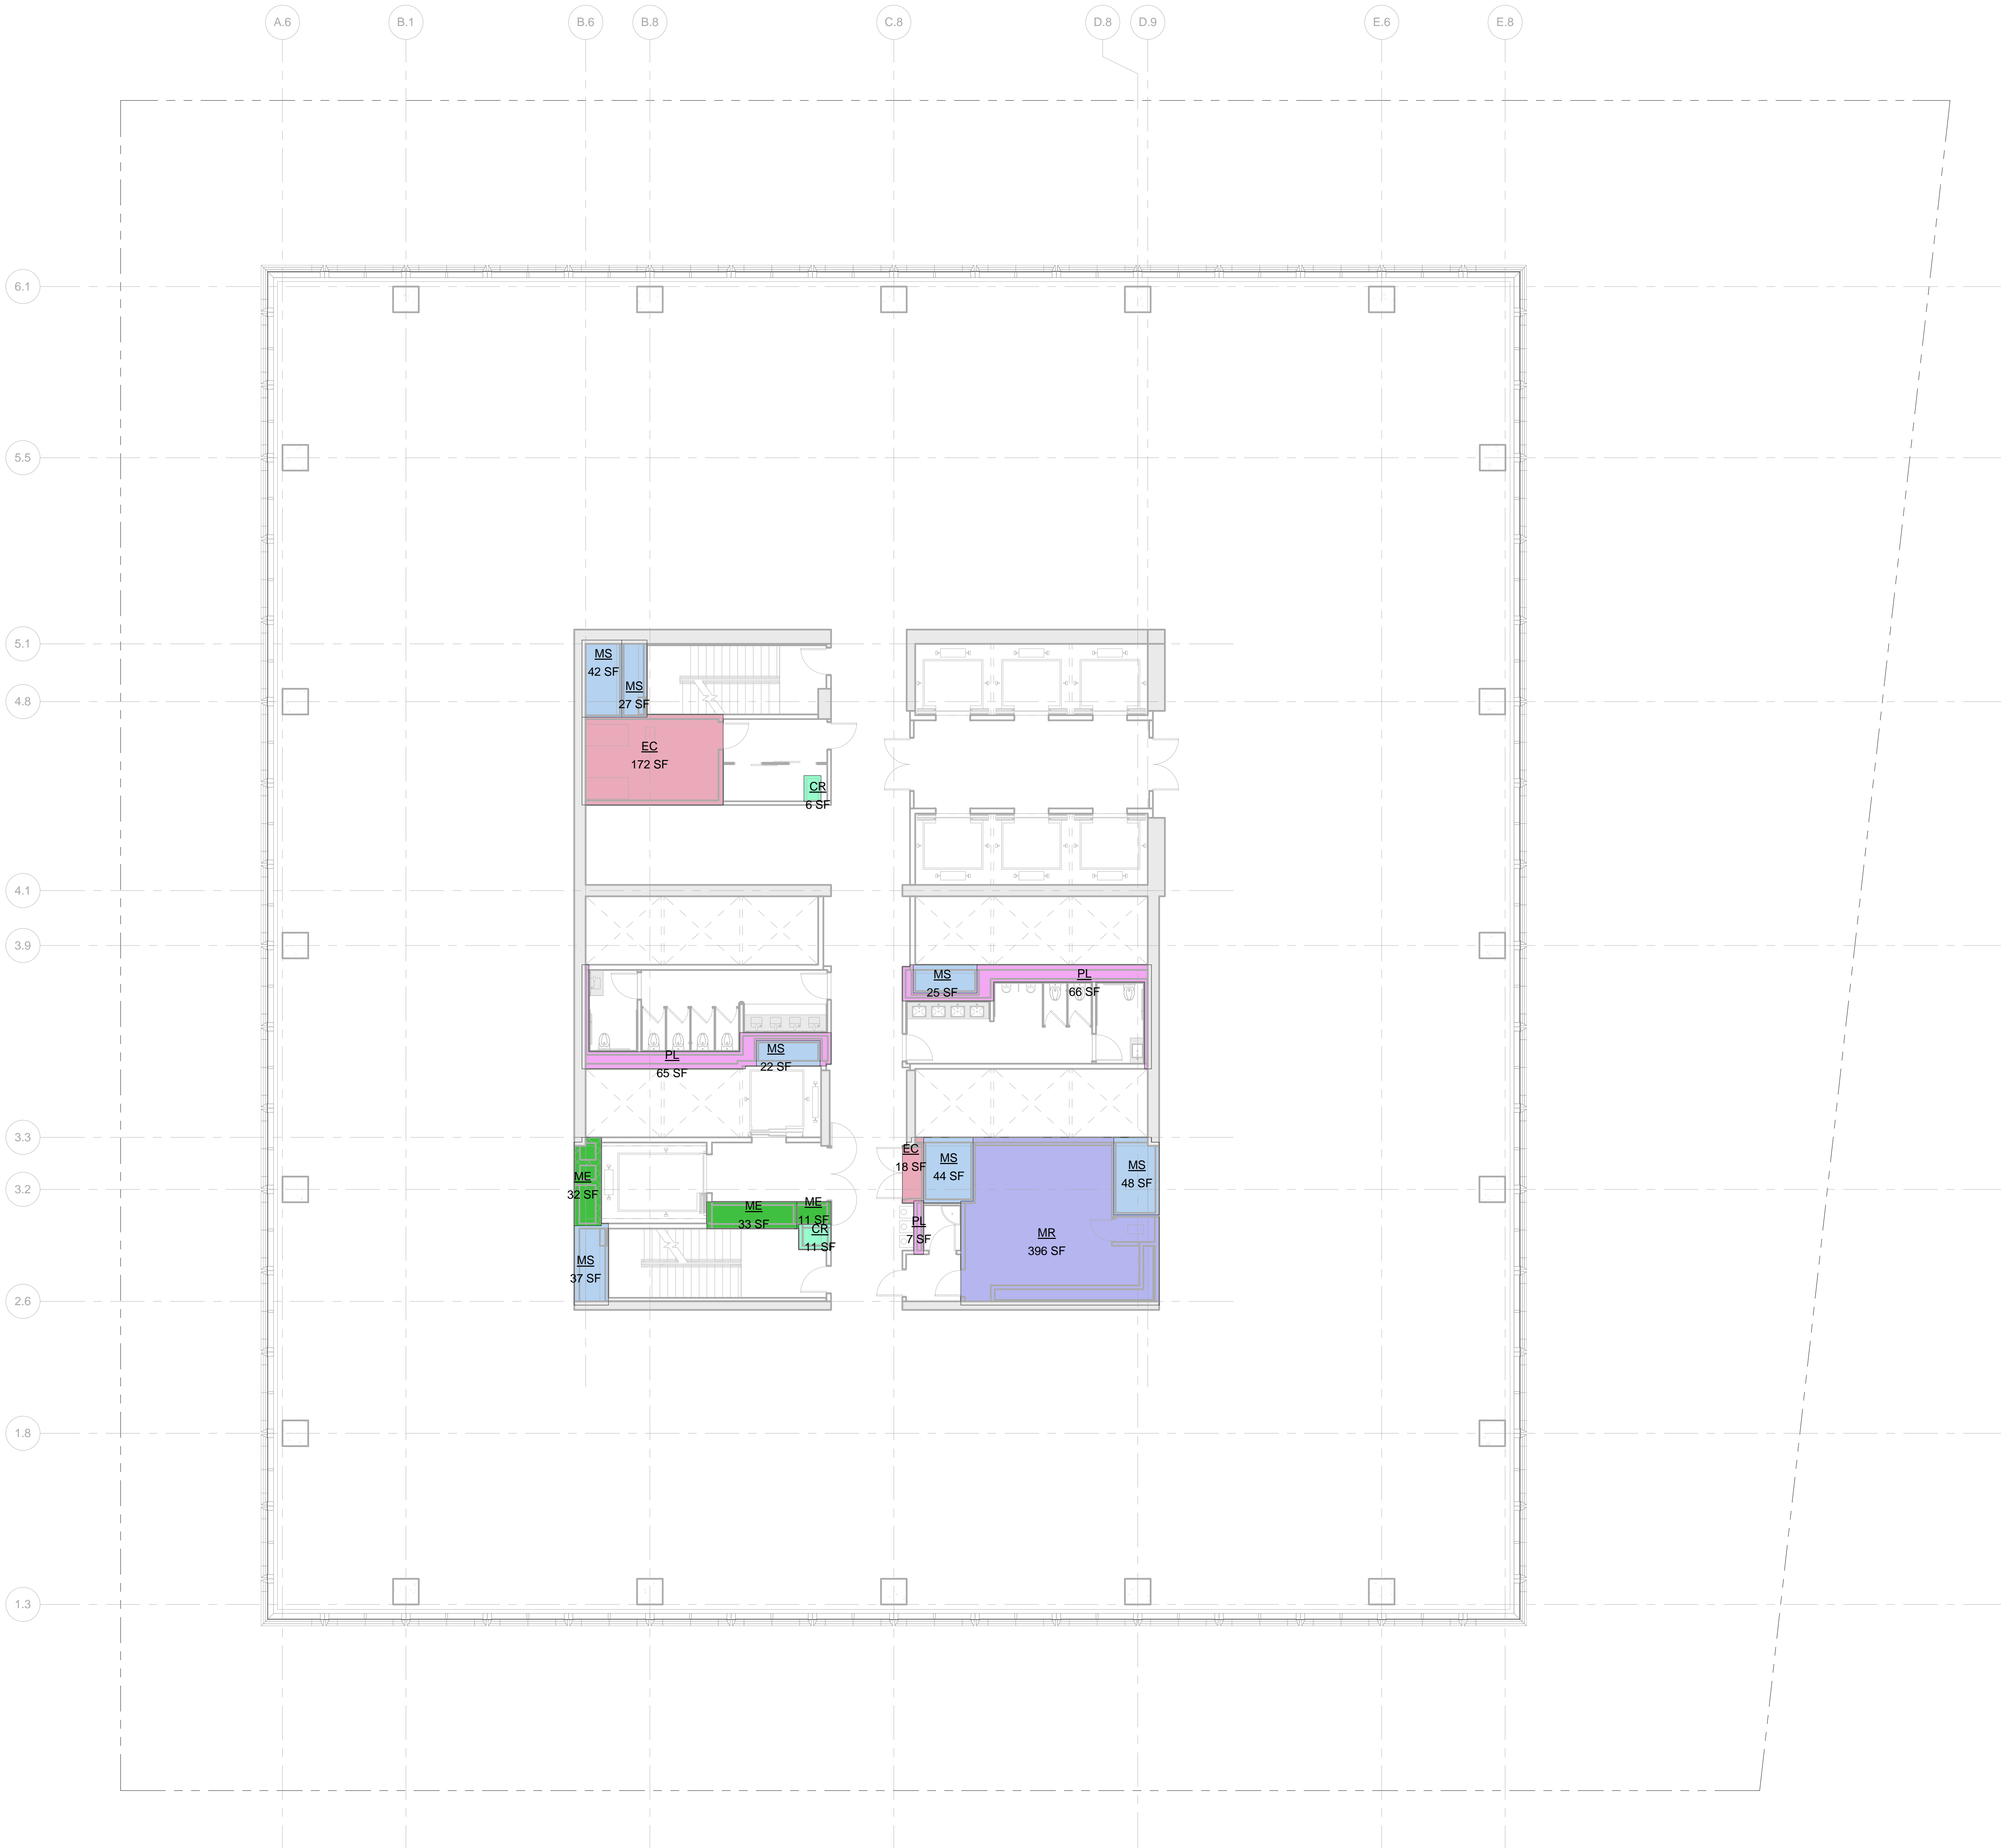 A.6
B.1
B.6
B.8
C.8
D.8
D.9
E.6
E.8
6.1
5.5
5.1
4.8
4.1
3.9
3.3
3.2
2.6
1.8
1.3
MS
42 SF
MS
27 SF
EC
172 SF
CR
6 SF
MS
25 SF
PL
66 SF
PL
65 SF
MS
22 SF
EC
18 SF
MS
44 SF
MS
48 SF
ME
32 SF
ME
33 SF
ME
11 SF
CR
11 SF
PL
7 SF
MR
396 SF
MS
37 SF